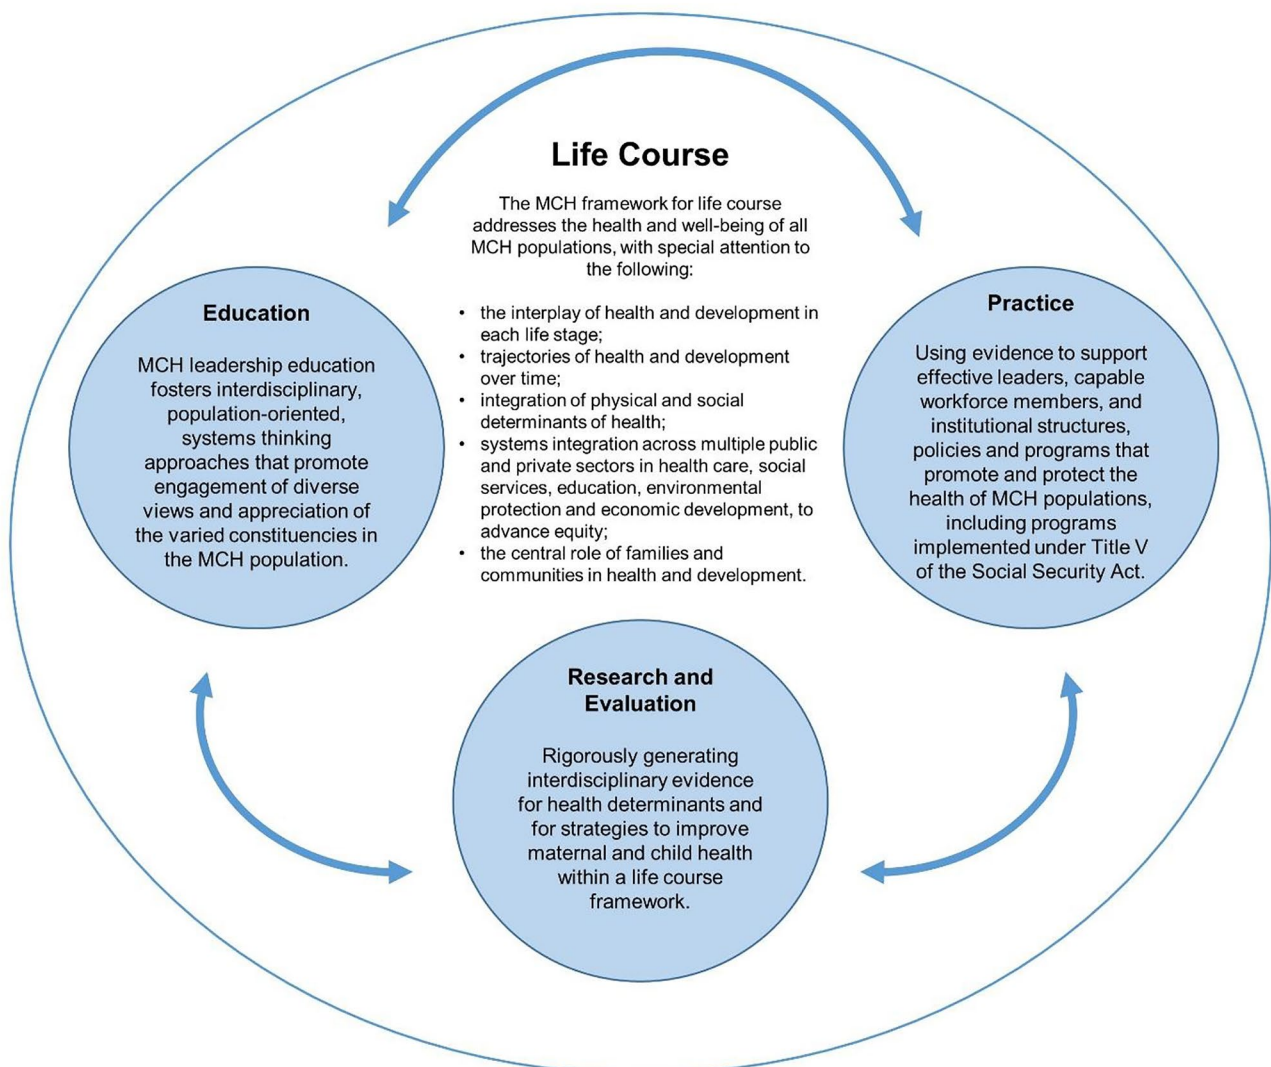 Life Course
The MCH framework for life course
addresses the health and well-being of all
MCH populations, with special attention to
the following:
• the interplay of health and development in
each life stage;
• trajectories of health and development
over time;
• integration of physical and social
determinants of health;
• systems integration across multiple public
and private sectors in health care, social
services, education, environmental
protection and economic development, to
advance equity;
• the central role of families and
communities in health and development.
Education
MCH leadership education
fosters interdisciplinary,
population-oriented,
systems thinking
approaches that promote
engagement of diverse
views and appreciation of
the varied constituencies in
the MCH population.
Practice
Using evidence to support
effective leaders, capable
workforce members, and
institutional structures,
policies and programs that
promote and protect the
health of MCH populations,
including programs
implemented under Title V
of the Social Security Act.
Research and
Evaluation
Rigorously generating
interdisciplinary evidence
for health determinants and
for strategies to improve
maternal and child health
within a life course
framework.